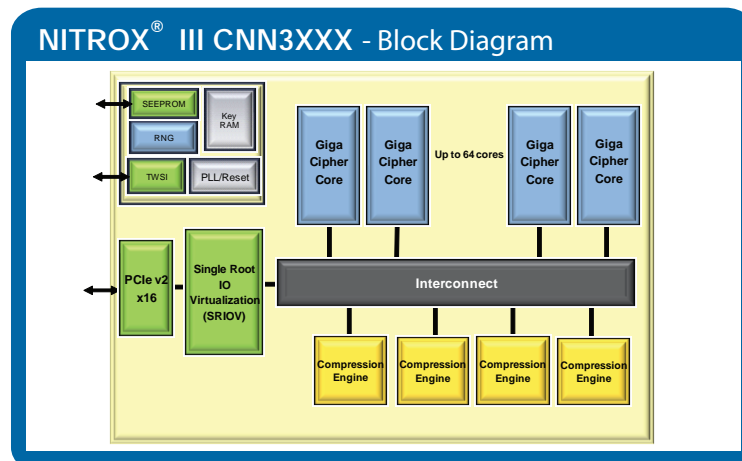 NITROX® III CNN3XXX - Block Diagram
SEEPROM
Key
RAM
RNG
TWSI
PLL/Reset
Giga
Cipher
Core
Giga
Cipher
Core
Up to 64 cores
Giga
Cipher
Core
Giga
Cipher
Core
PCIe v2
x16
Single Root
IO
Virtualization
(SRIOV)
Interconnect
Compression
Engine
Compression
Engine
Compression
Engine
Compression
Engine